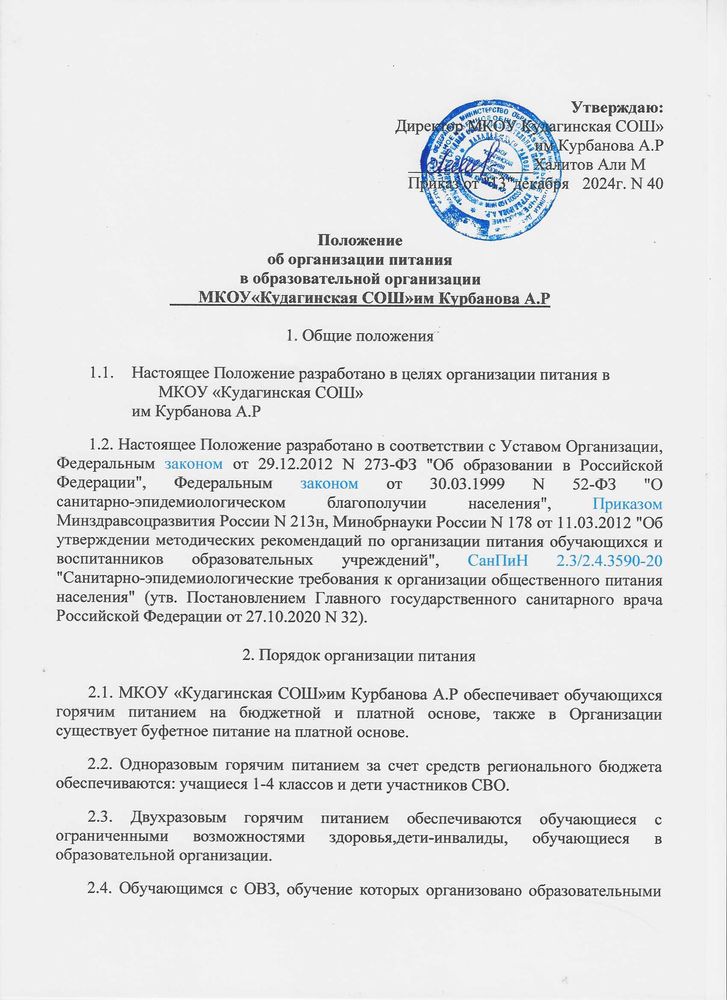 Утверждаю:
Директор МКОУ Кудагинская СОШ»
им Курбанова А.Р
Халитов Али М
Приказ от "13 декабря 2024г. N 40
Положение
об организации питания
в образовательной организации
МКОУ«Кудагинская СОШ»им Курбанова А.Р
1. Общие положения
1.1. Настоящее Положение разработано в целях организации питания в
МКОУ «Кудагинская СОШ»
им Курбанова А.Р
1.2. Настоящее Положение разработано в соответствии с Уставом Организации,
Федеральным законом от 29.12.2012 N 273-ФЗ "Об образовании в Российской
Федерации", Федеральным законом от 30.03.1999 N 52-ФЗ "О
санитарно-эпидемиологическом благополучии населения", Приказом
Минздравсоцразвития России N 213н, Минобрнауки России N 178 от 11.03.2012 "Об
утверждении методических рекомендаций по организации питания обучающихся и
воспитанников образовательных учреждений", СанПиН 2.3/2.4.3590-20
"Санитарно-эпидемиологические требования к организации общественного питания
населения" (утв. Постановлением Главного государственного санитарного врача
Российской Федерации от 27.10.2020 N 32).
2. Порядок организации питания
2.1. МКОУ «Кудагинская СОШ»им Курбанова А.Р обеспечивает обучающихся
горячим питанием на бюджетной и платной основе, также в Организации
существует буфетное питание на платной основе.
2.2. Одноразовым горячим питанием за счет средств регионального бюджета
обеспечиваются: учащиеся 1-4 классов и дети участников СВО.
2.3. Двухразовым горячим питанием обеспечиваются обучающиеся с
ограниченными возможностями здоровья,дети-инвалиды, обучающиеся в
образовательной организации.
2.4. Обучающимся с ОВЗ, обучение которых организовано образовательными